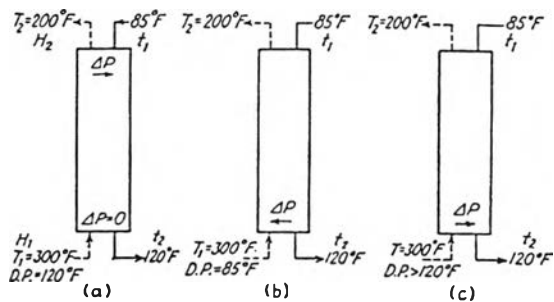 T₂=200°F 85°F
H₂ t₁
ΔP
ΔP=0
H₁ t₂
T₁=300°F 120°F
D.P.=120°F
(a)
T₂=200°F 85°F
t₁
ΔP
t₂
T₁=300°F 120°F
D.P.=85°F
(b)
T₂=200°F 85°F
t₁
ΔP
t₂
T=300°F 120°F
D.P.>120°F
(c)